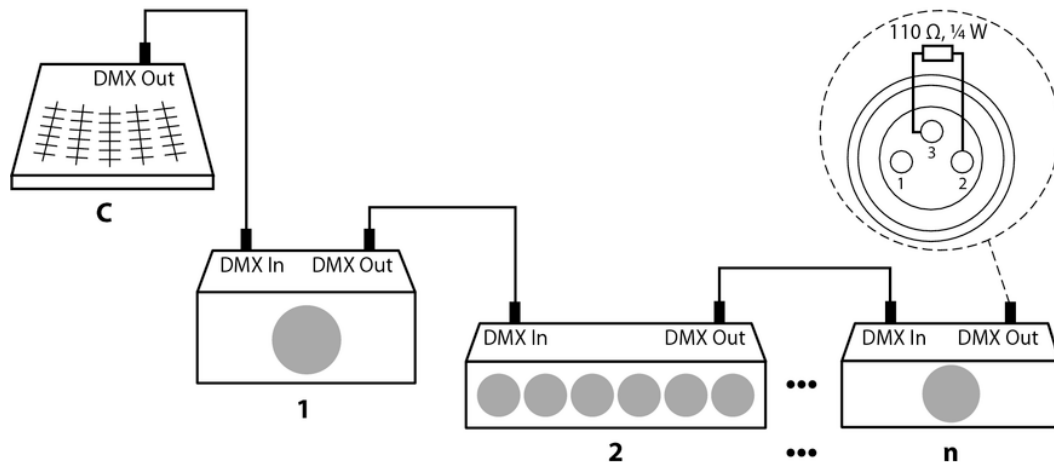 110 Ω, ¼ W
DMX Out
3
1
2
C
DMX In
DMX Out
1
DMX In
DMX Out
DMX In
DMX Out
•••
2
•••
n